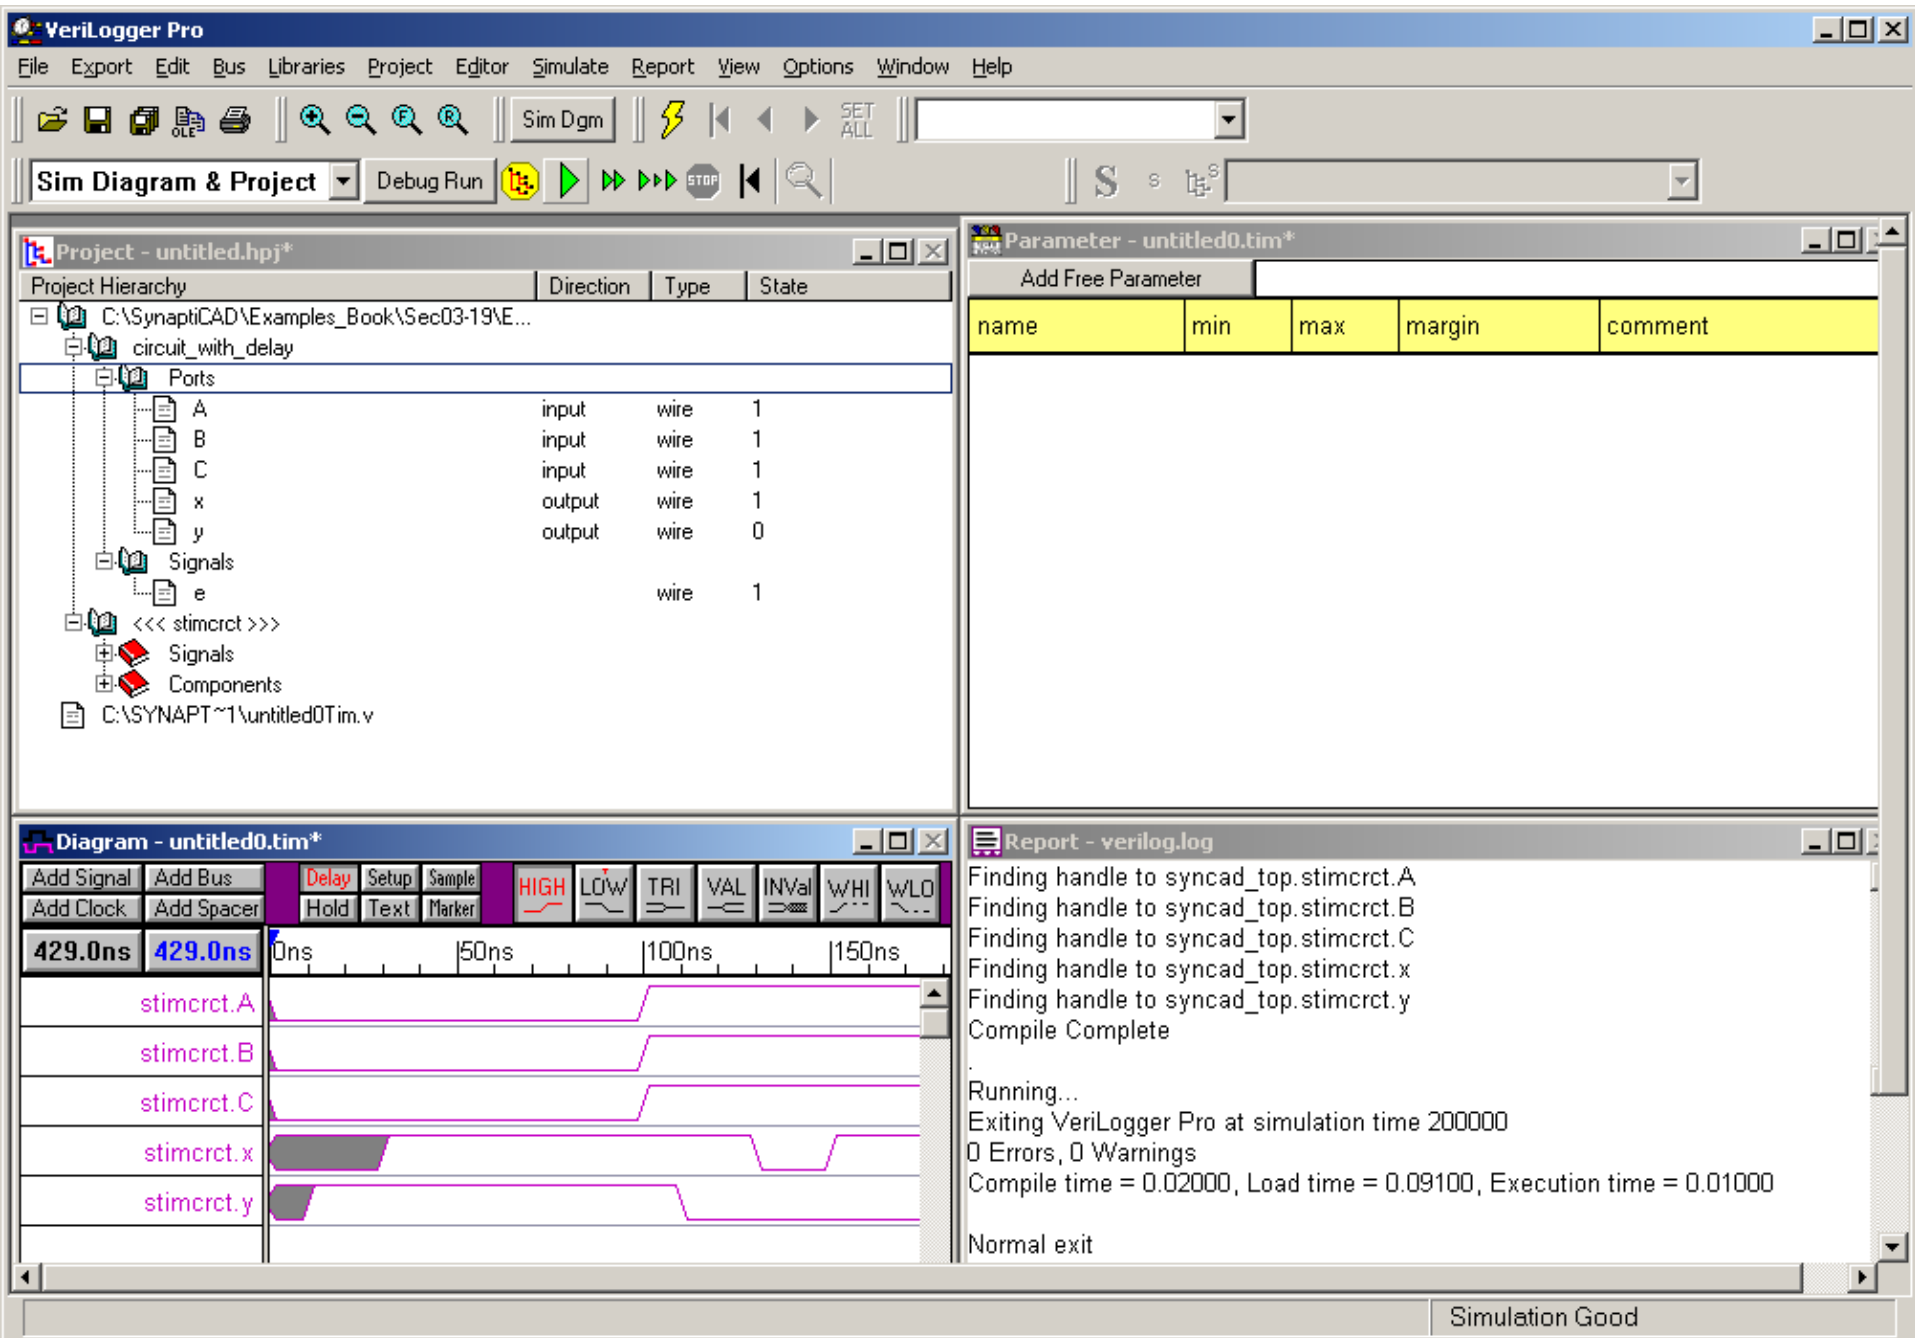 VeriLogger Pro
File Export Edit Bus Libraries Project Editor Simulate Report View Options Window Help
OLE F R Sim Dgm SET ALL
Sim Diagram & Project Debug Run STOP S s S
Project - untitled.hpj*
Project Hierarchy Direction Type State
C:\SynaptiCAD\Examples_Book\Sec03-19\E...
circuit_with_delay
Ports
A input wire 1
B input wire 1
C input wire 1
x output wire 1
y output wire 0
Signals
e wire 1
<<< stimcrct >>>
Signals
Components
C:\SYNAPT~1\untitled0Tim.v
Parameter - untitled0.tim*
Add Free Parameter
name min max margin comment
Diagram - untitled0.tim*
Add Signal Add Bus Delay Setup Sample HIGH LOW TRI VAL INVal WHI WLO
Add Clock Add Spacer Hold Text Marker
429.0ns 429.0ns 0ns 50ns 100ns 150ns
stimcrct.A
stimcrct.B
stimcrct.C
stimcrct.x
stimcrct.y
Report - verilog.log
Finding handle to syncad_top.stimcrct.A
Finding handle to syncad_top.stimcrct.B
Finding handle to syncad_top.stimcrct.C
Finding handle to syncad_top.stimcrct.x
Finding handle to syncad_top.stimcrct.y
Compile Complete
.
Running...
Exiting VeriLogger Pro at simulation time 200000
0 Errors, 0 Warnings
Compile time = 0.02000, Load time = 0.09100, Execution time = 0.01000
Normal exit
Simulation Good